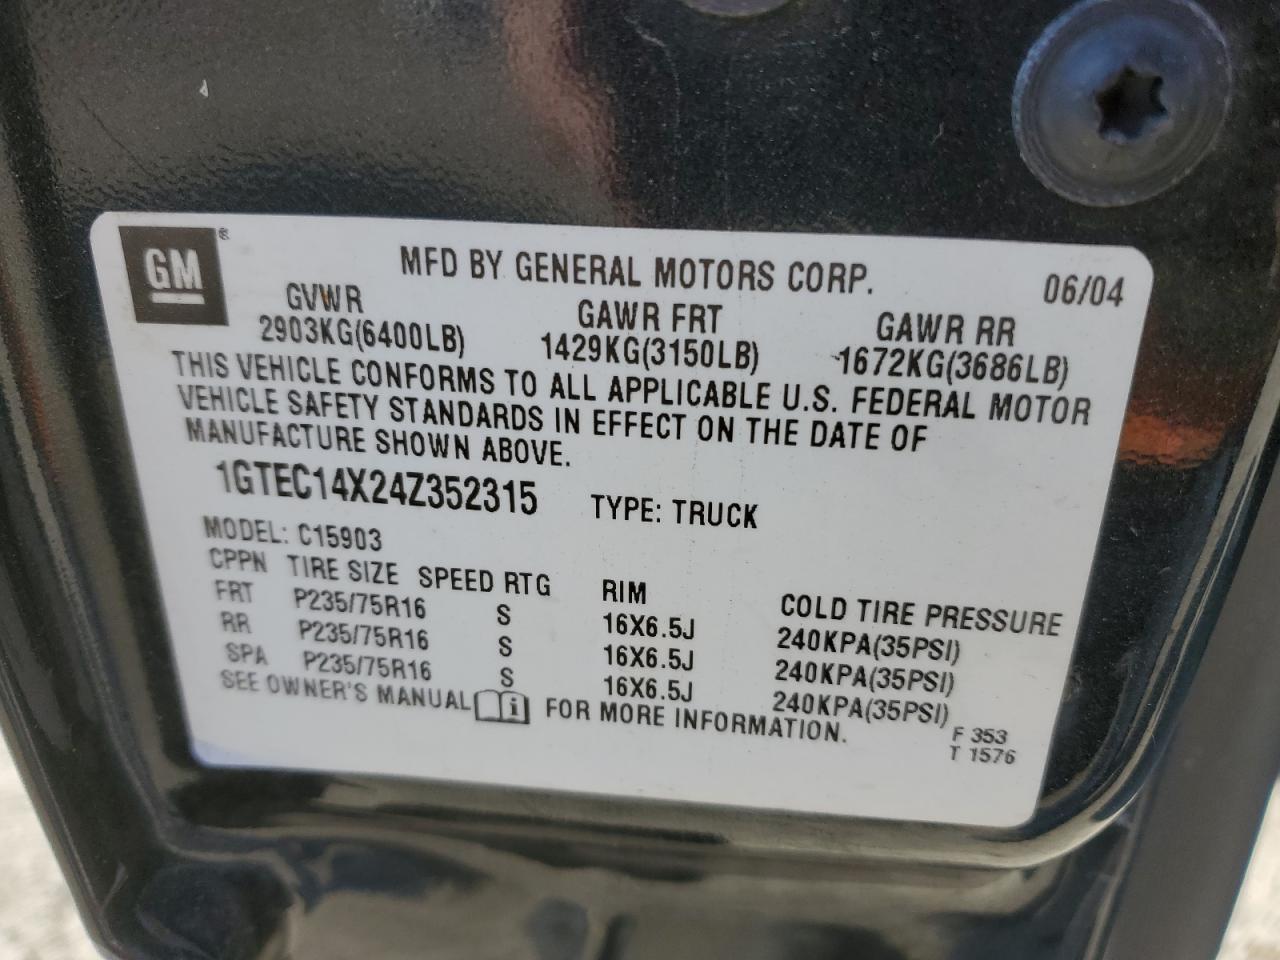 GM®
MFD BY GENERAL MOTORS CORP. 06/04
GVWR GAWR FRT GAWR RR
2903KG(6400LB) 1429KG(3150LB) 1672KG(3686LB)
THIS VEHICLE CONFORMS TO ALL APPLICABLE U.S. FEDERAL MOTOR
VEHICLE SAFETY STANDARDS IN EFFECT ON THE DATE OF
MANUFACTURE SHOWN ABOVE.
1GTEC14X24Z352315 TYPE: TRUCK
MODEL: C15903
CPPN TIRE SIZE SPEED RTG RIM COLD TIRE PRESSURE
FRT P235/75R16 S 16X6.5J 240KPA(35PSI)
RR P235/75R16 S 16X6.5J 240KPA(35PSI)
SPA P235/75R16 S 16X6.5J 240KPA(35PSI)
SEE OWNER'S MANUAL i FOR MORE INFORMATION.
F 353
T 1576